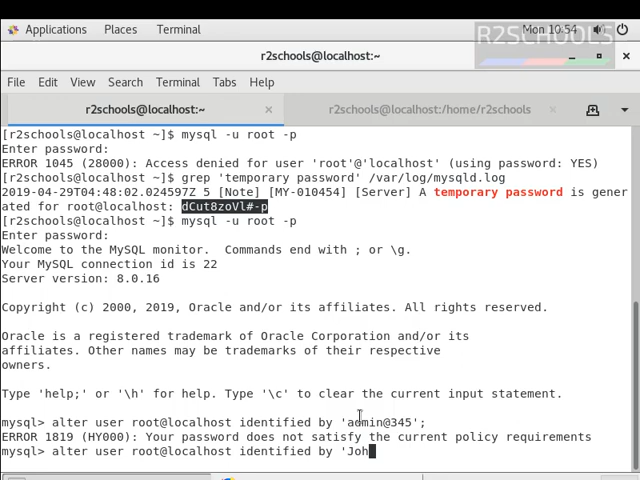 Applications Places Terminal Mon 10:54
R2SCHOOLS
r2schools@localhost:~
File Edit View Search Terminal Tabs Help
r2schools@localhost:~ × r2schools@localhost:/home/r2schools ×
[r2schools@localhost ~]$ mysql -u root -p
Enter password:
ERROR 1045 (28000): Access denied for user 'root'@'localhost' (using password: YES)
[r2schools@localhost ~]$ grep 'temporary password' /var/log/mysqld.log
2019-04-29T04:48:02.024597Z 5 [Note] [MY-010454] [Server] A temporary password is gener
ated for root@localhost: dCut8zoVl#-p
[r2schools@localhost ~]$ mysql -u root -p
Enter password:
Welcome to the MySQL monitor.  Commands end with ; or \g.
Your MySQL connection id is 22
Server version: 8.0.16
Copyright (c) 2000, 2019, Oracle and/or its affiliates. All rights reserved.
Oracle is a registered trademark of Oracle Corporation and/or its
affiliates. Other names may be trademarks of their respective
owners.
Type 'help;' or '\h' for help. Type '\c' to clear the current input statement.
mysql> alter user root@localhost identified by 'admin@345';
ERROR 1819 (HY000): Your password does not satisfy the current policy requirements
mysql> alter user root@localhost identified by 'Joh